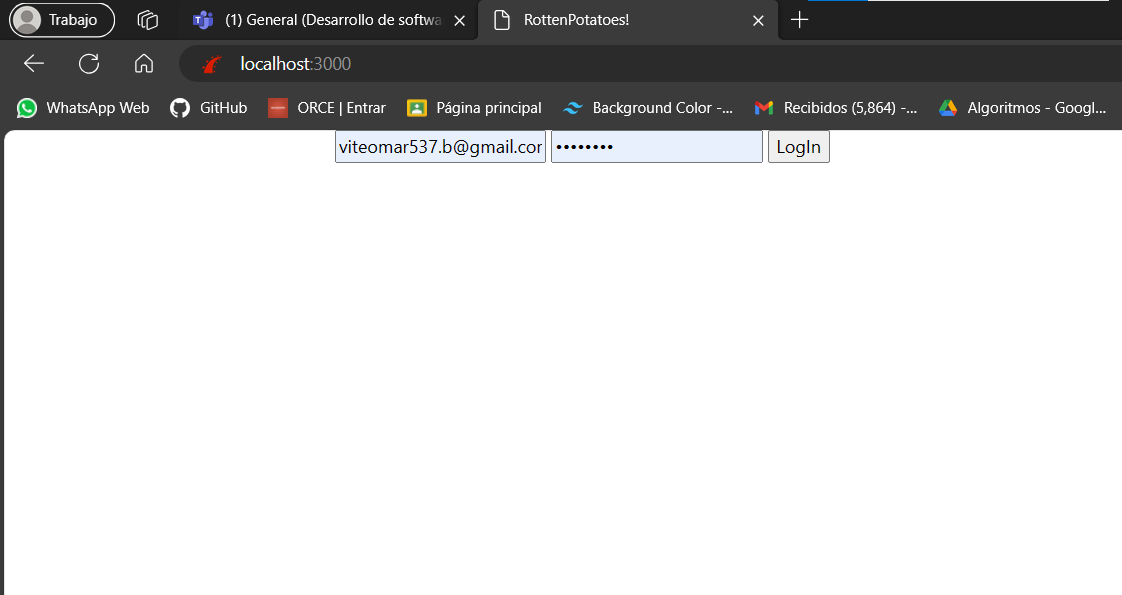 Trabajo
(1) General (Desarrollo de softwa
RottenPotatoes!
localhost:3000
WhatsApp Web
GitHub
ORCE | Entrar
Página principal
Background Color -...
Recibidos (5,864) -...
Algoritmos - Googl...
viteomar537.b@gmail.cor
••••••••
LogIn